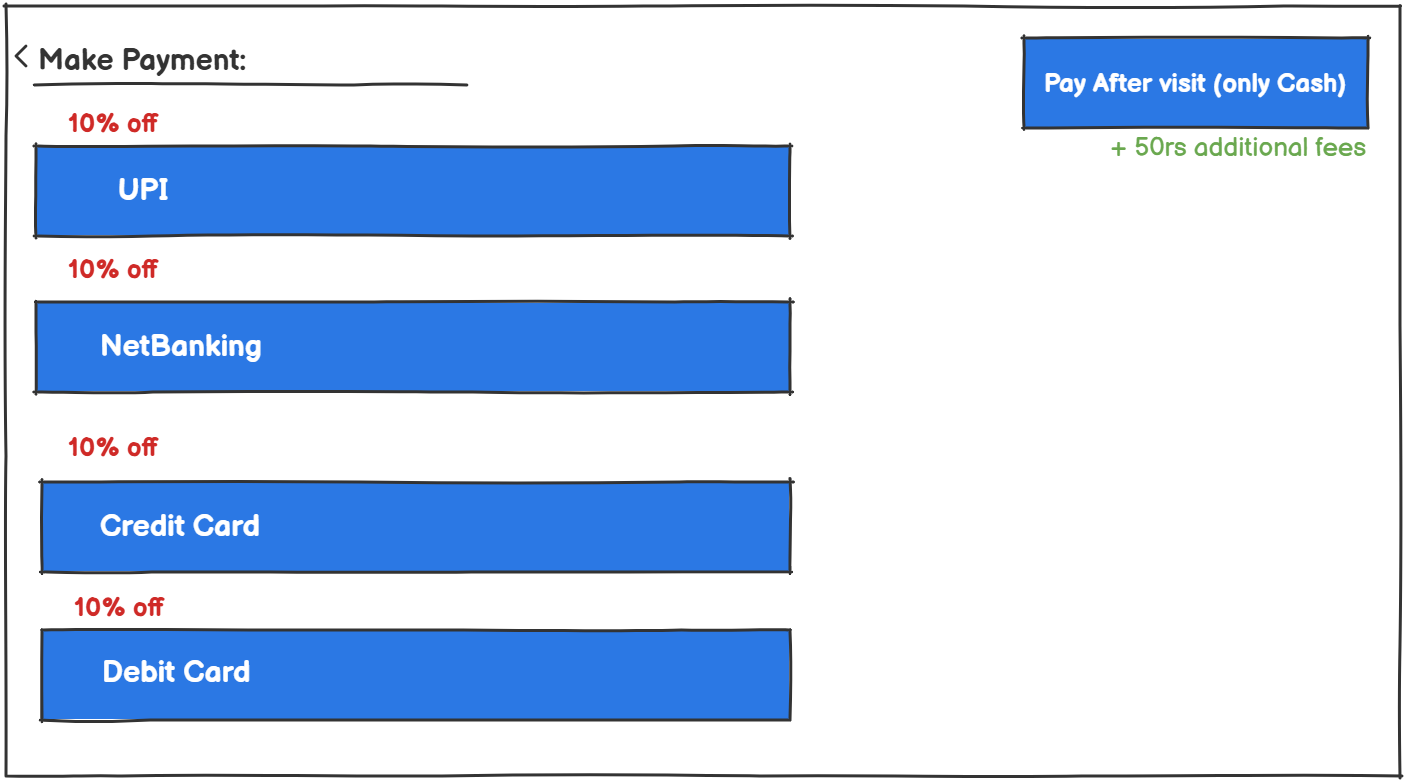 Make Payment:
Pay After visit (only Cash)
+ 50rs additional fees
10% off
UPI
10% off
NetBanking
10% off
Credit Card
10% off
Debit Card